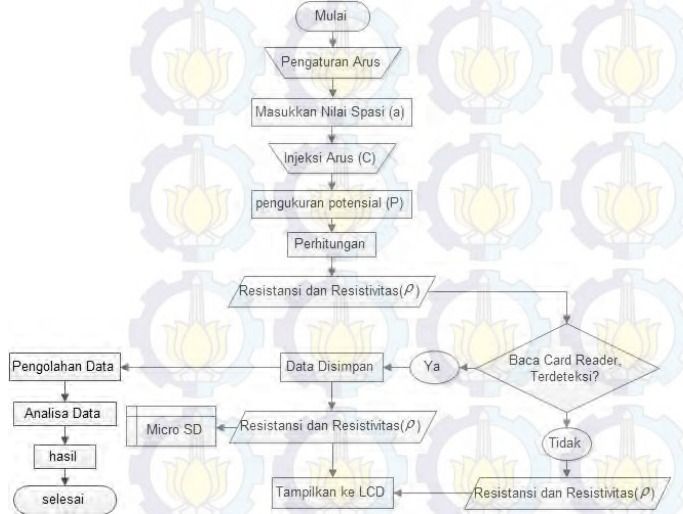 Mulai
Pengaturan Arus
Masukkan Nilai Spasi (a)
Injeksi Arus (C)
pengukuran potensial (P)
Perhitungan
Resistansi dan Resistivitas(ρ)
Baca Card Reader,
Terdeteksi?
Ya
Data Disimpan
Pengolahan Data
Analisa Data
hasil
selesai
Resistansi dan Resistivitas(ρ)
Micro SD
Tidak
Resistansi dan Resistivitas(ρ)
Tampilkan ke LCD